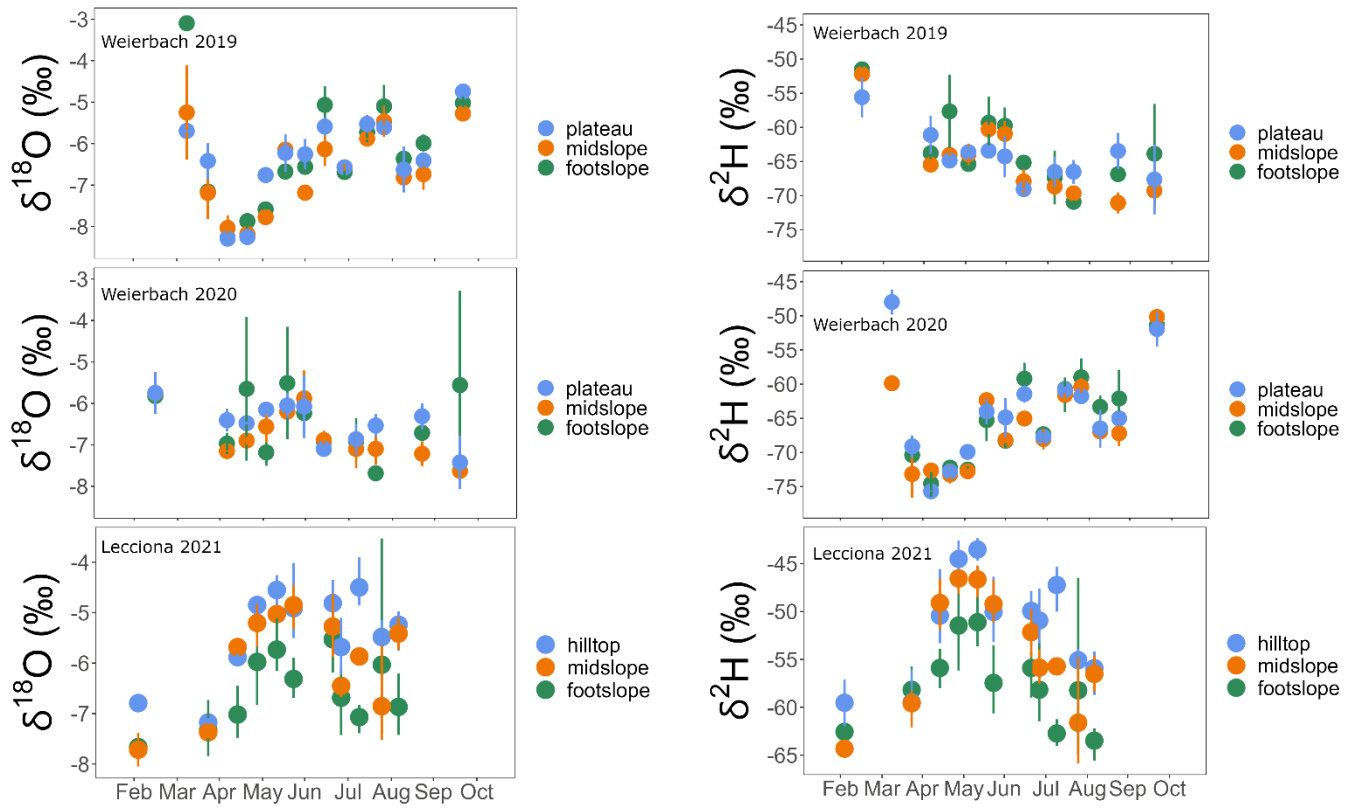 Weierbach 2019
δ18O (‰)
-3
-4
-5
-6
-7
-8
plateau
midslope
footslope
Weierbach 2019
δ2H (‰)
-45
-50
-55
-60
-65
-70
-75
plateau
midslope
footslope
Weierbach 2020
δ18O (‰)
-3
-4
-5
-6
-7
-8
plateau
midslope
footslope
Weierbach 2020
δ2H (‰)
-45
-50
-55
-60
-65
-70
-75
plateau
midslope
footslope
Lecciona 2021
δ18O (‰)
-4
-5
-6
-7
-8
hilltop
midslope
footslope
Feb Mar Apr May Jun Jul Aug Sep Oct
Lecciona 2021
δ2H (‰)
-45
-50
-55
-60
-65
hilltop
midslope
footslope
Feb Mar Apr May Jun Jul Aug Sep Oct